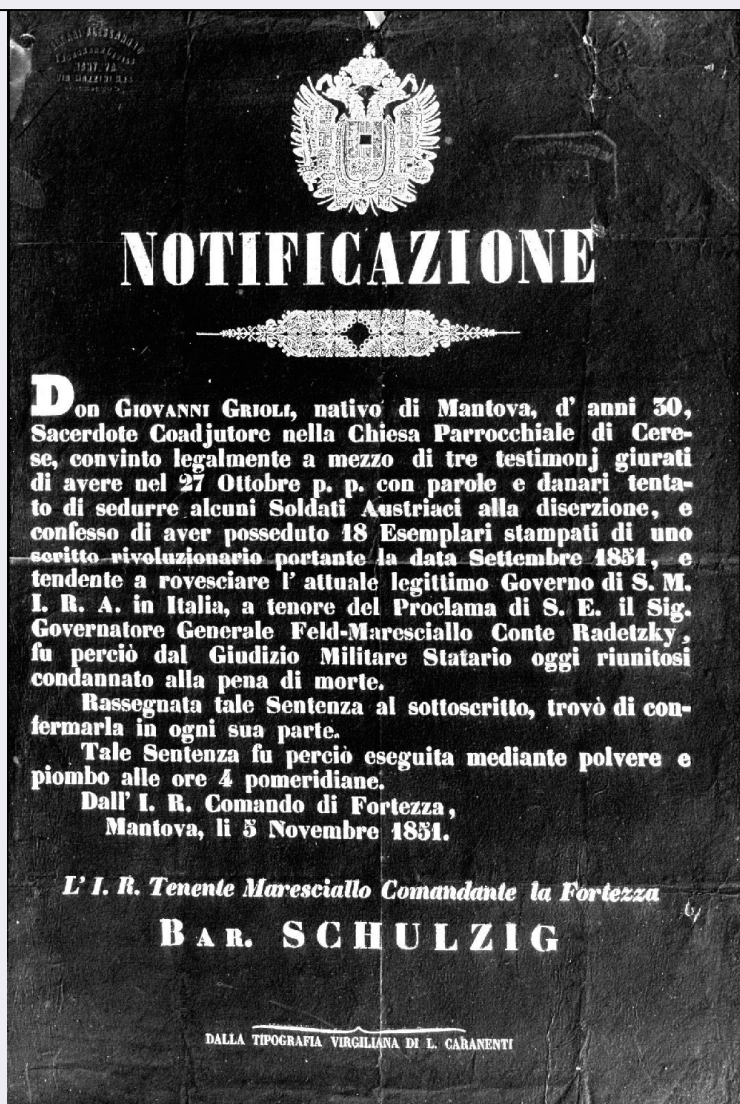 NOTIFICAZIONE
Don GIOVANNI GRIOLI, nativo di Mantova, d' anni 30,
Sacerdote Coadjutore nella Chiesa Parrocchiale di Cere-
se, convinto legalmente a mezzo di tre testimonj giurati
di avere nel 27 Ottobre p. p. con parole e danari tenta-
to di sedurre alcuni Soldati Austriaci alla diserzione, e
confesso di aver posseduto 18 Esemplari stampati di uno
scritto rivoluzionario portante la data Settembre 1851, e
tendente a rovesciare l' attuale legittimo Governo di S. M.
I. R. A. in Italia, a tenore del Proclama di S. E. il Sig.
Governatore Generale Feld-Maresciallo Conte Radetzky,
fu perciò dal Giudizio Militare Statario oggi riunitosi
condannato alla pena di morte.
Rassegnata tale Sentenza al sottoscritto, trovò di con-
fermarla in ogni sua parte.
Tale Sentenza fu perciò eseguita mediante polvere e
piombo alle ore 4 pomeridiane.
Dall' I. R. Comando di Fortezza,
Mantova, li 5 Novembre 1851.
L' I. R. Tenente Maresciallo Comandante la Fortezza
BAR. SCHULZIG
DALLA TIPOGRAFIA VIRGILIANA DI L. CARANENTI